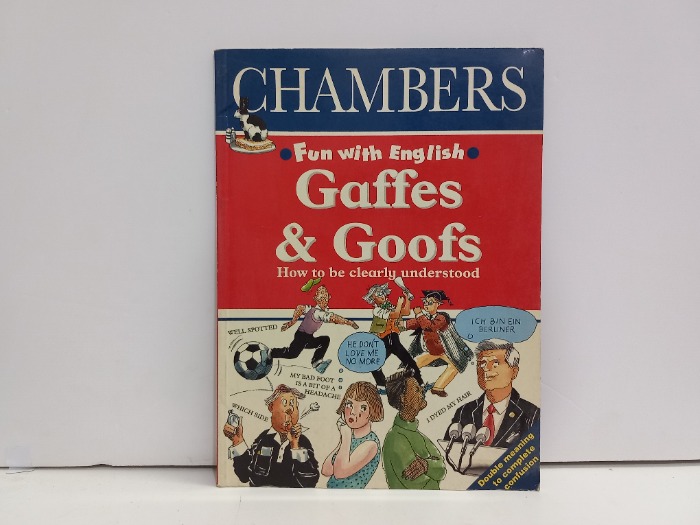 CHAMBERS
Fun with English
Gaffes
& Goofs
How to be clearly understood
WELL SPOTTED
ICH BIN EIN
BERLINER
HE DON'T
LOVE ME
NO MORE
MY BAD FOOT
IS A BIT OF A
HEADACHE
WHICH SIDE
I DYED MY HAIR
Double meaning
to complete
confusion